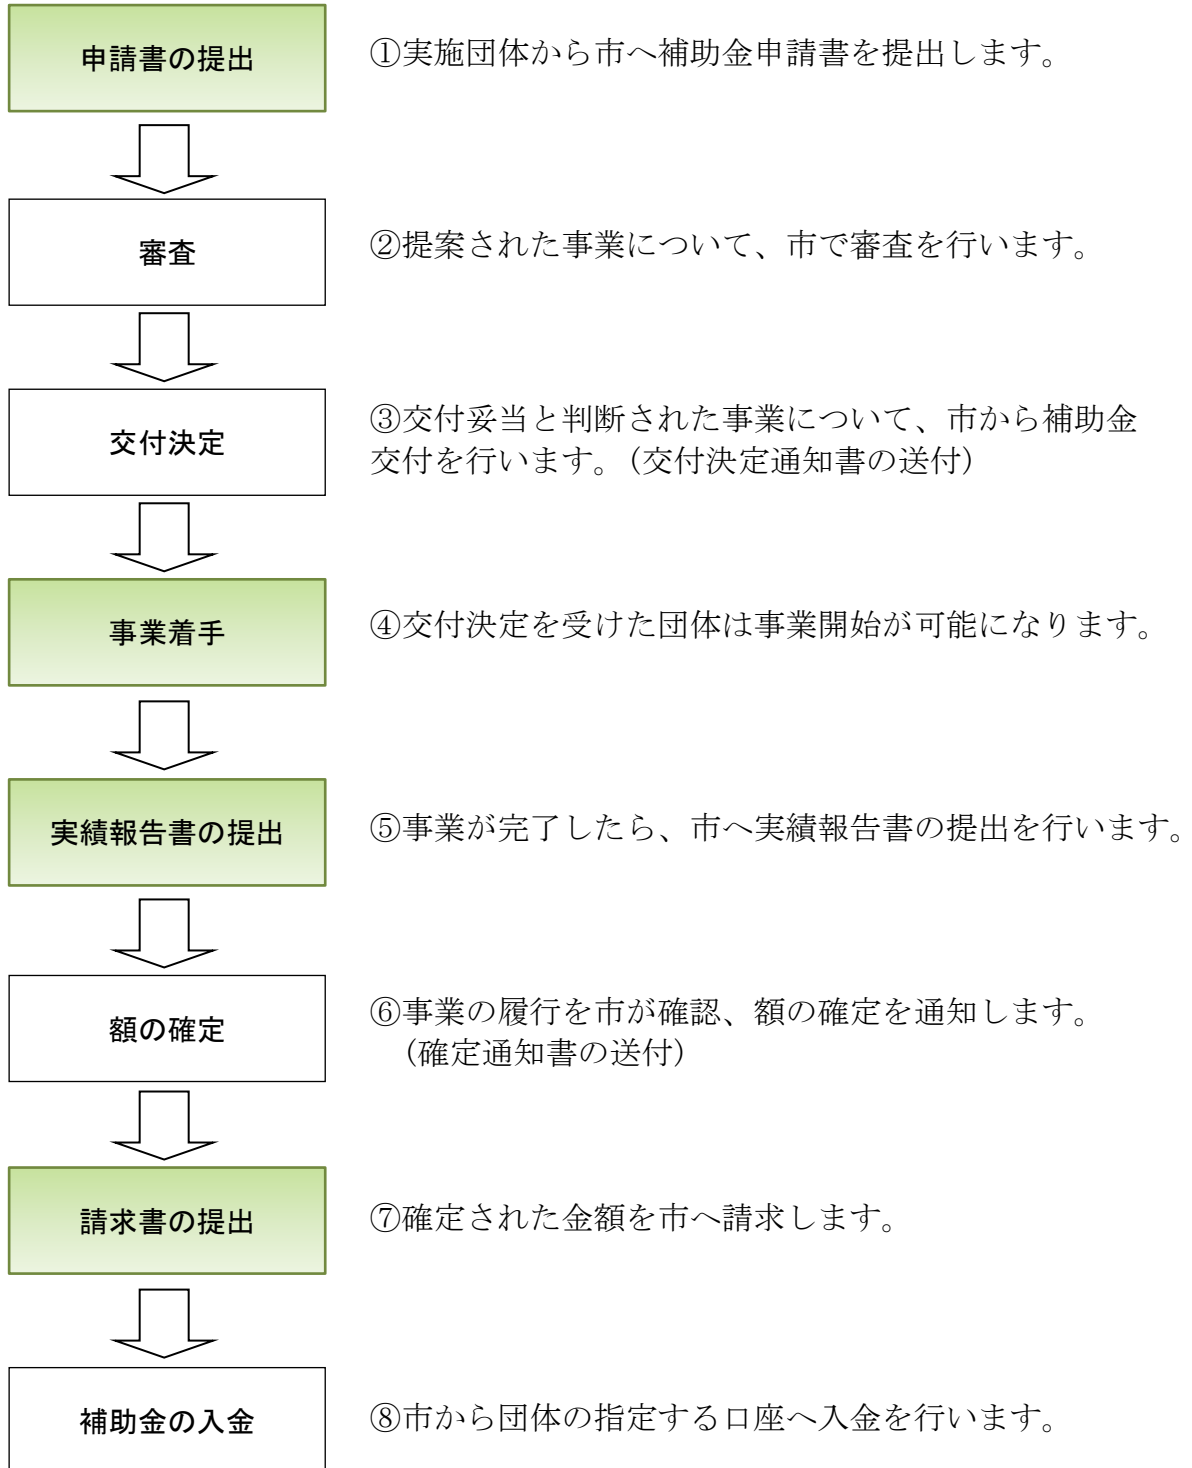 申請書の提出
①実施団体から市へ補助金申請書を提出します。
審査
②提案された事業について、市で審査を行います。
交付決定
③交付妥当と判断された事業について、市から補助金
交付を行います。（交付決定通知書の送付）
事業着手
④交付決定を受けた団体は事業開始が可能になります。
実績報告書の提出
⑤事業が完了したら、市へ実績報告書の提出を行います。
額の確定
⑥事業の履行を市が確認、額の確定を通知します。
（確定通知書の送付）
請求書の提出
⑦確定された金額を市へ請求します。
補助金の入金
⑧市から団体の指定する口座へ入金を行います。